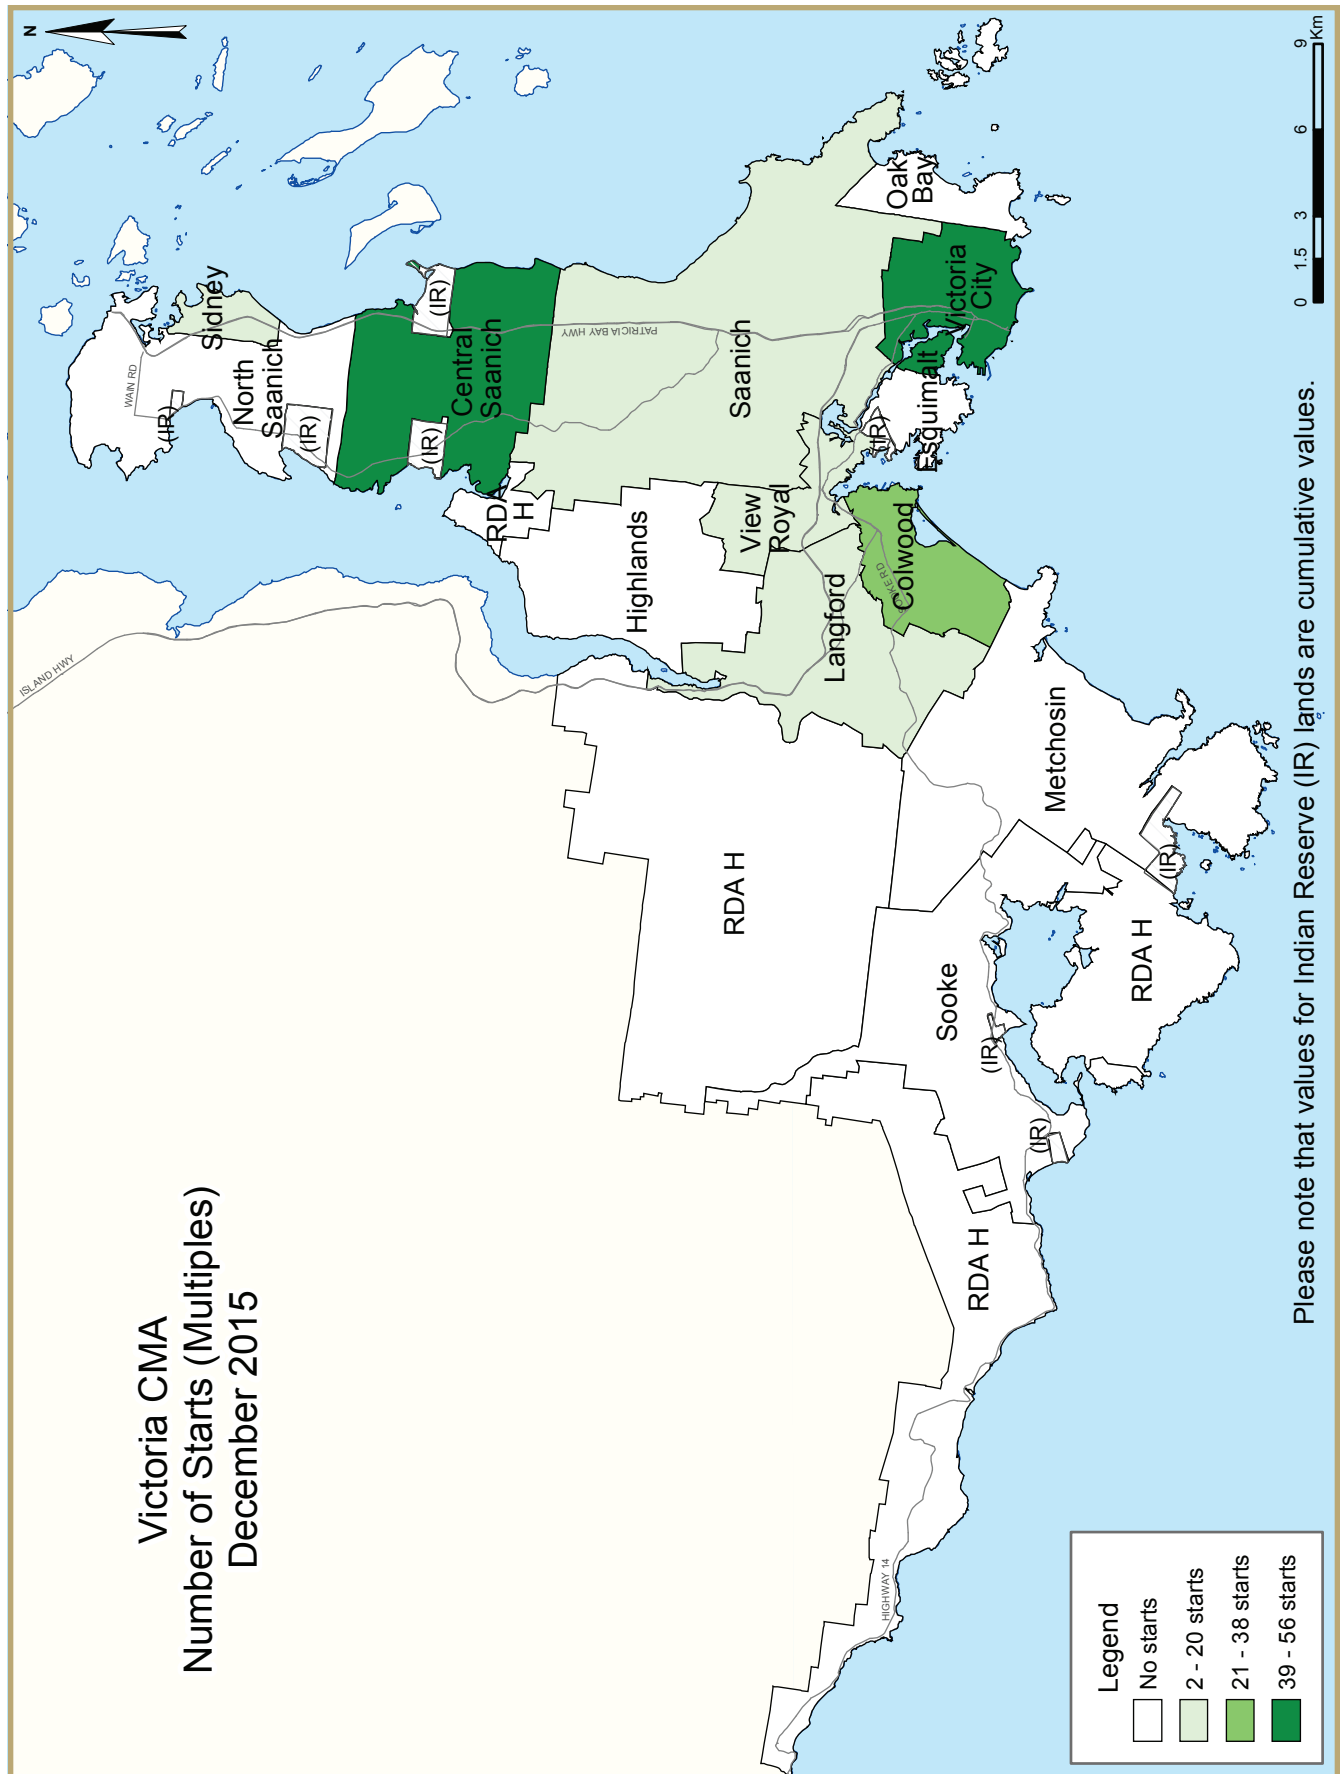 Victoria CMA
Number of Starts (Multiples)
December 2015
N
ISLAND HWY
WAIN RD
(IR)
Sidney
North
Saanich
(IR)
(IR)
Central
Saanich
(IR)
RDA
H
PATRICIA BAY HWY
Highlands
Saanich
View
Royal
Oak
Bay
Victoria
City
(IR)
Esquimalt
Langford
SOOKE RD
Colwood
RDA H
Metchosin
(IR)
Sooke
(IR)
RDA H
(IR)
RDA H
HIGHWAY 14
Legend
No starts
2 - 20 starts
21 - 38 starts
39 - 56 starts
0 1.5 3 6 9
Km
Please note that values for Indian Reserve (IR) lands are cumulative values.